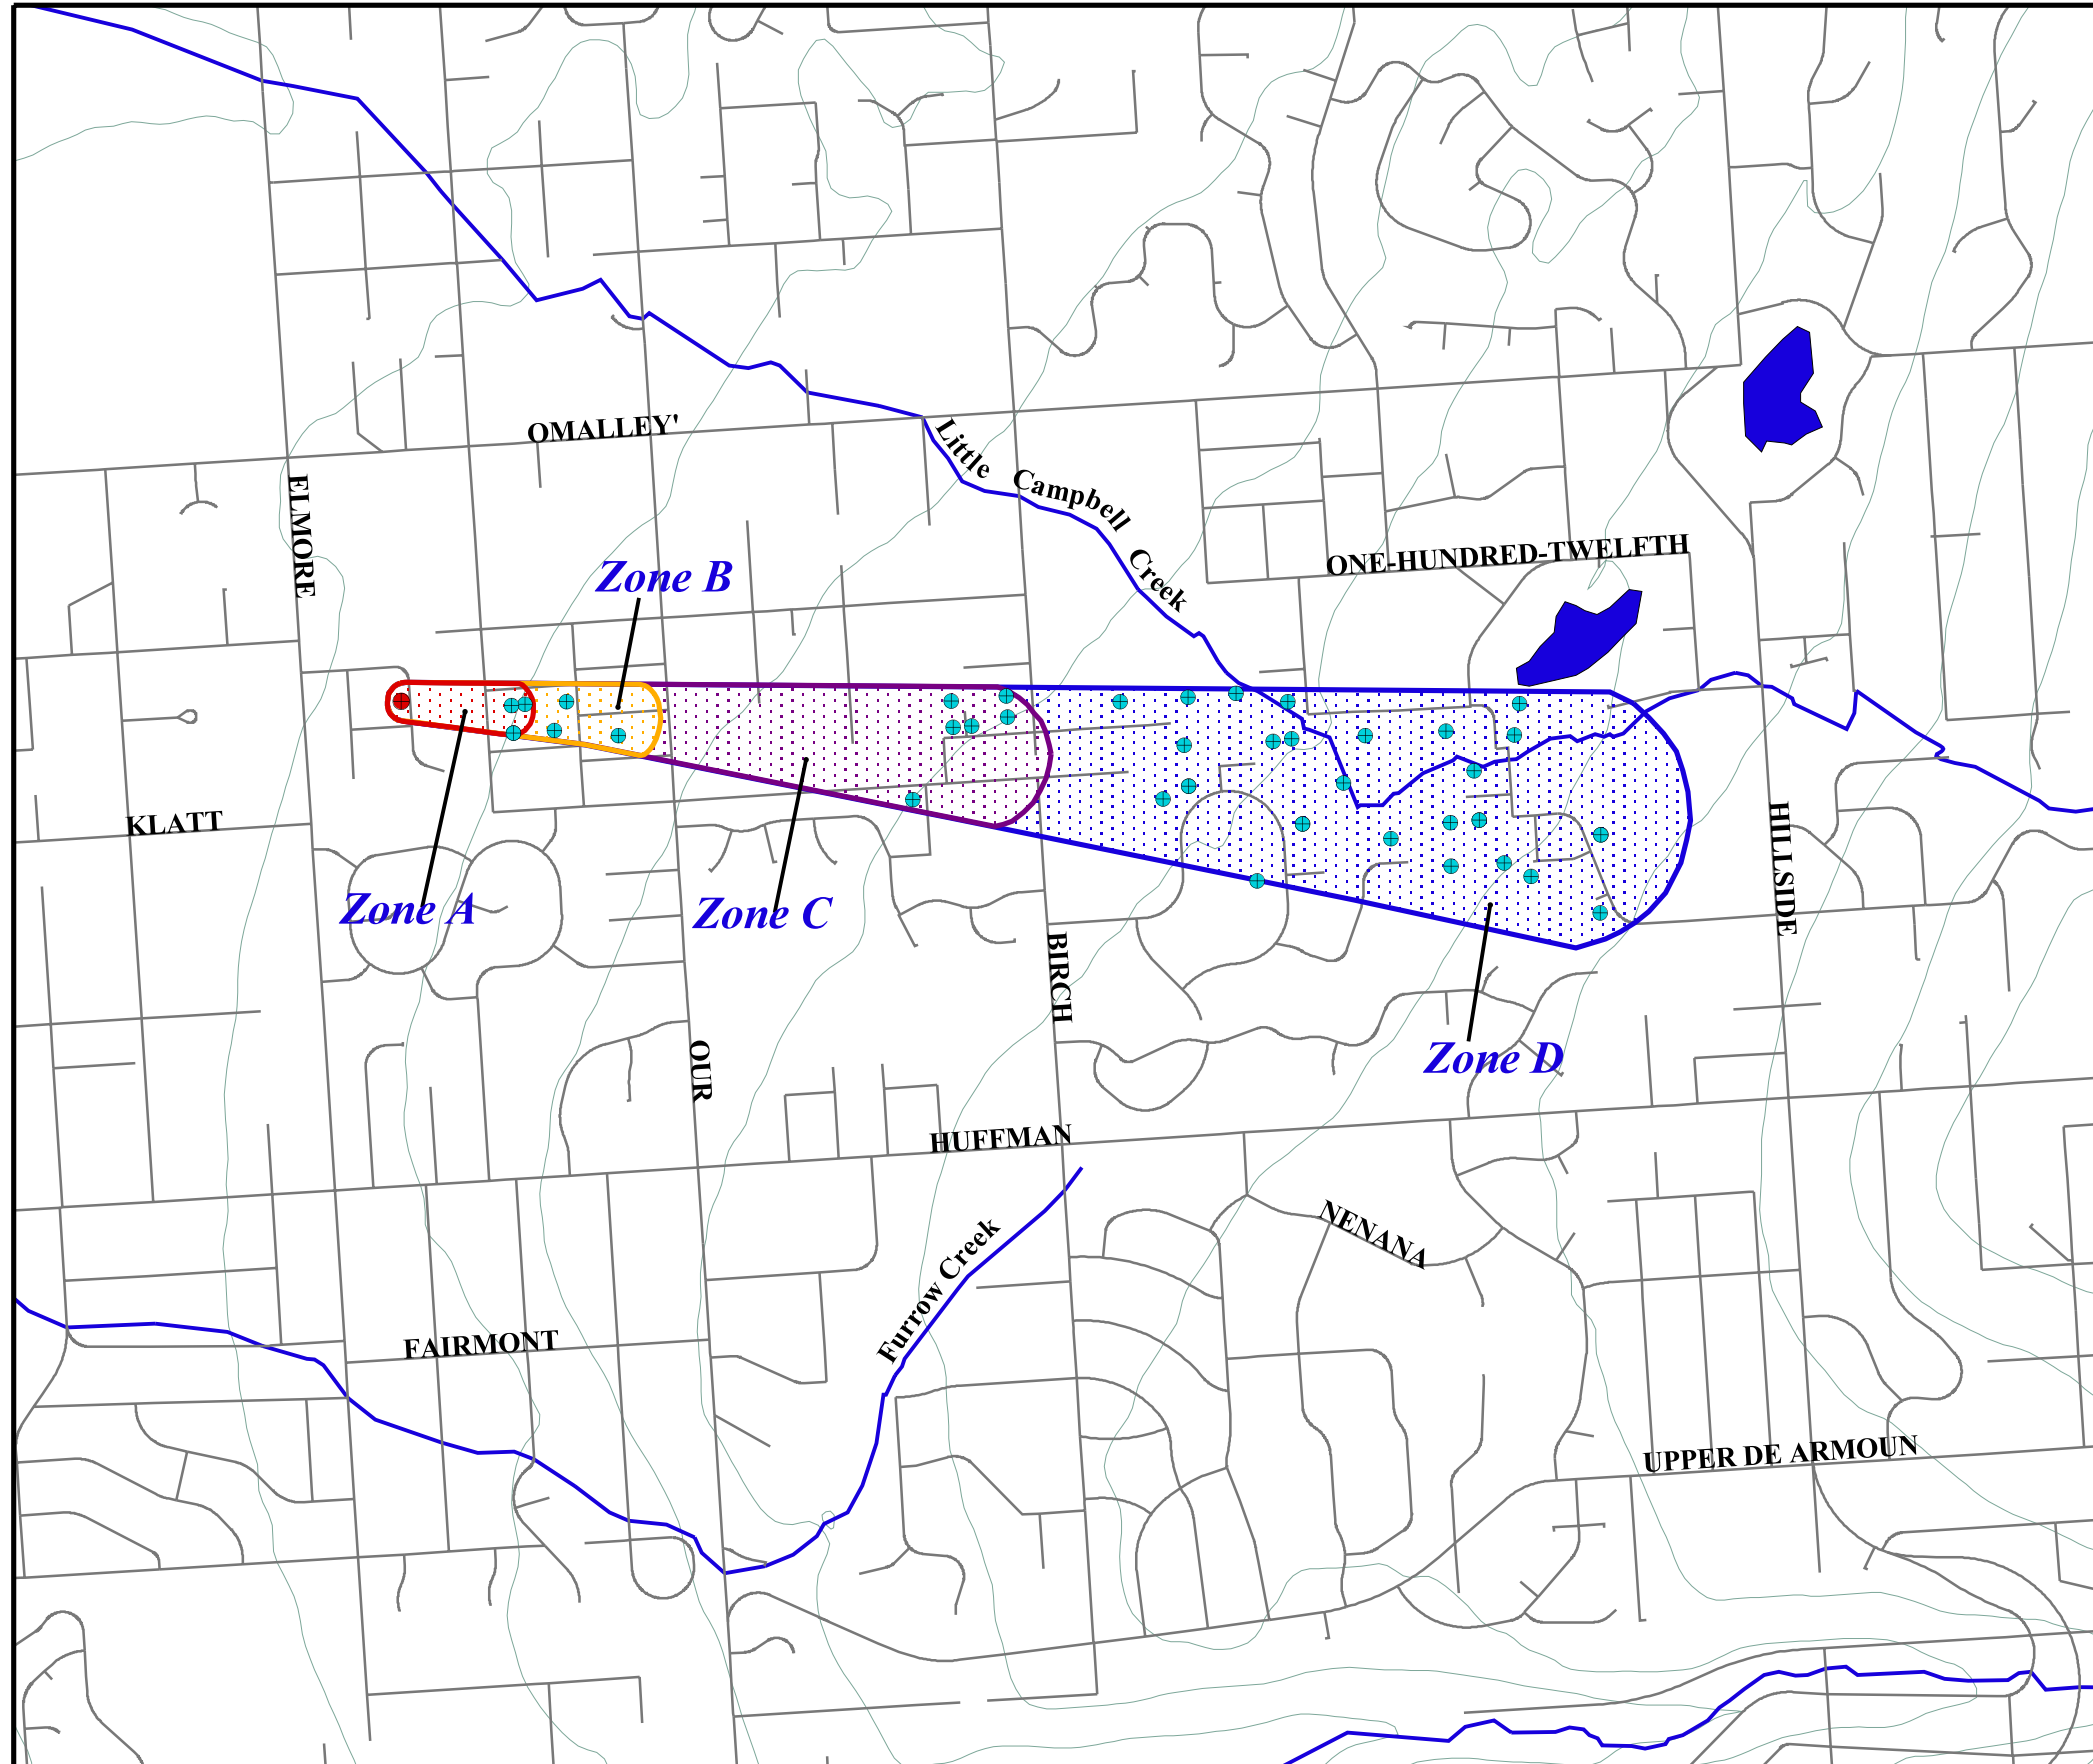 OMALLEY'
Little Campbell Creek
ELMORE
ONE-HUNDRED-TWELFTH
Zone B
KLATT
HILLSIDE
Zone A
Zone C
BIRCH
Zone D
OUR
HUFFMAN
NENANA
Furrow Creek
FAIRMONT
UPPER DE ARMOUN